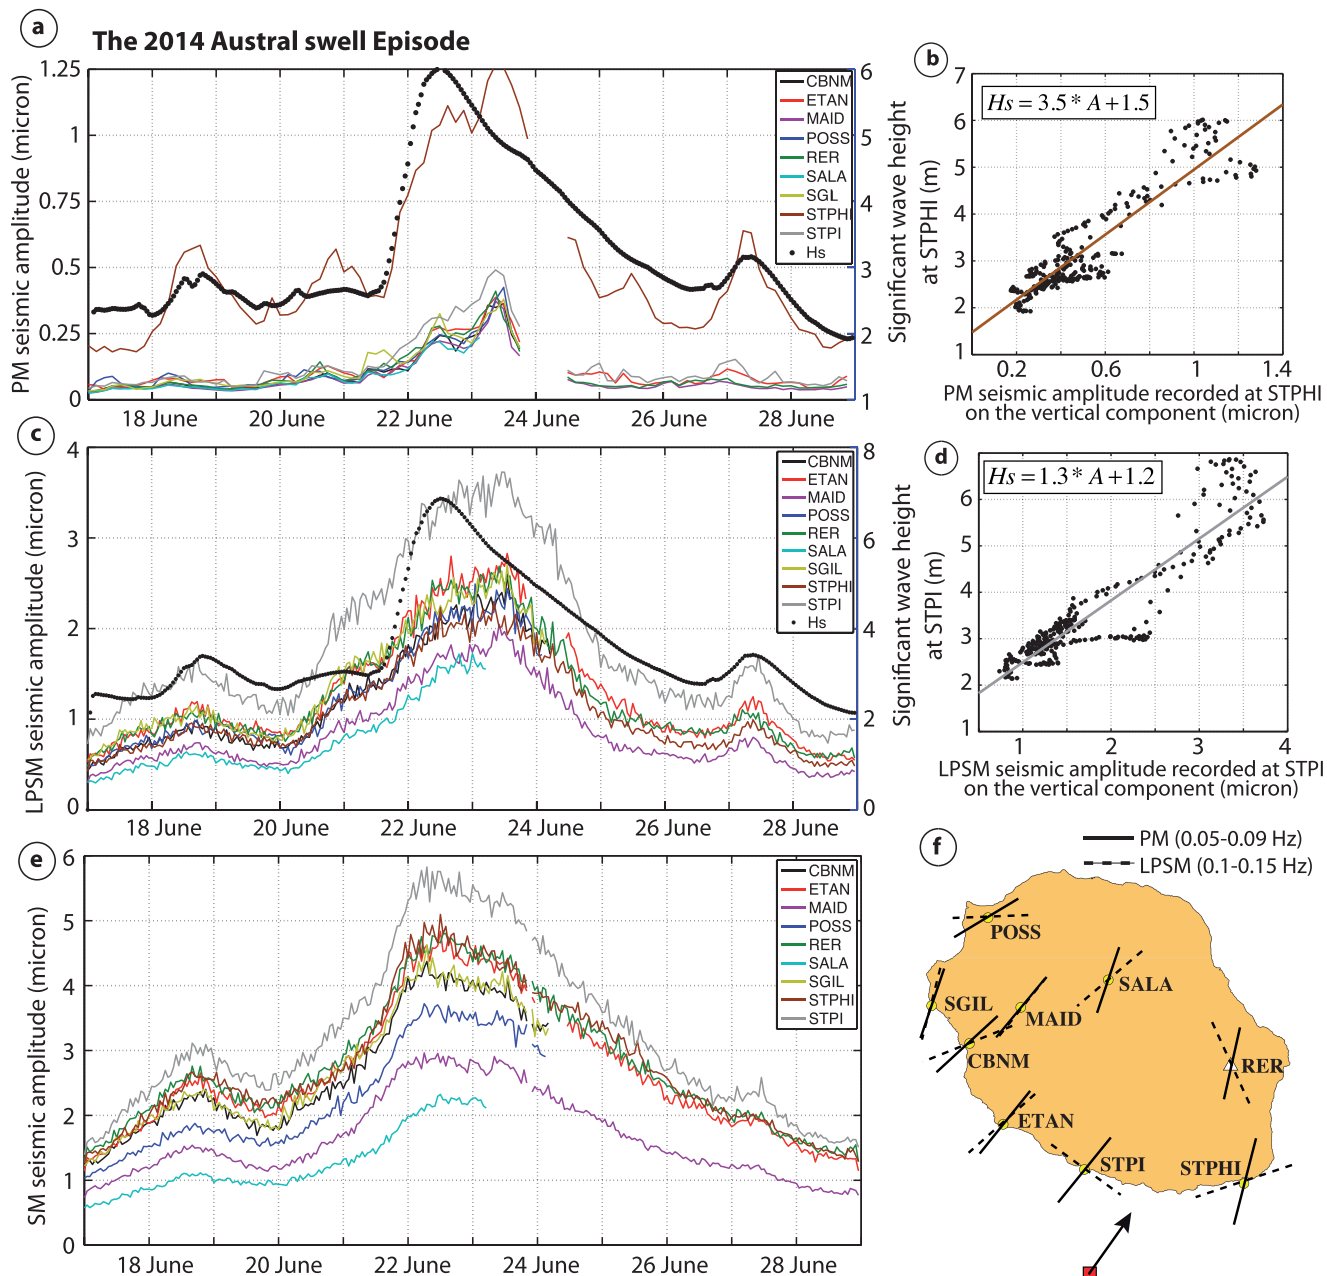 a
The 2014 Austral swell Episode
PM seismic amplitude (micron)
1.25
1
0.75
0.5
0.25
0
6
5
4
3
2
1
CBNM
ETAN
MAID
POSS
RER
SALA
SGL
STPHI
STPI
Hs
18 June
20 June
22 June
24 June
26 June
28 June
b
Significant wave height
at STPHI (m)
7
6
5
4
3
2
1
Hs = 3.5 * A + 1.5
0.2
0.6
1
1.4
PM seismic amplitude recorded at STPHI
on the vertical component (micron)
c
LPSM seismic amplitude (micron)
4
3
2
1
0
8
6
4
2
0
CBNM
ETAN
MAID
POSS
RER
SALA
SGIL
STPHI
STPI
Hs
18 June
20 June
22 June
24 June
26 June
28 June
d
Significant wave height
at STPI (m)
6
5
4
3
2
1
Hs = 1.3 * A + 1.2
1
2
3
4
LPSM seismic amplitude recorded at STPI
on the vertical component (micron)
e
SM seismic amplitude (micron)
6
5
4
3
2
1
0
CBNM
ETAN
MAID
POSS
RER
SALA
SGIL
STPHI
STPI
18 June
20 June
22 June
24 June
26 June
28 June
f
PM (0.05-0.09 Hz)
LPSM (0.1-0.15 Hz)
POSS
SALA
SGIL
MAID
CBNM
RER
ETAN
STPI
STPHI